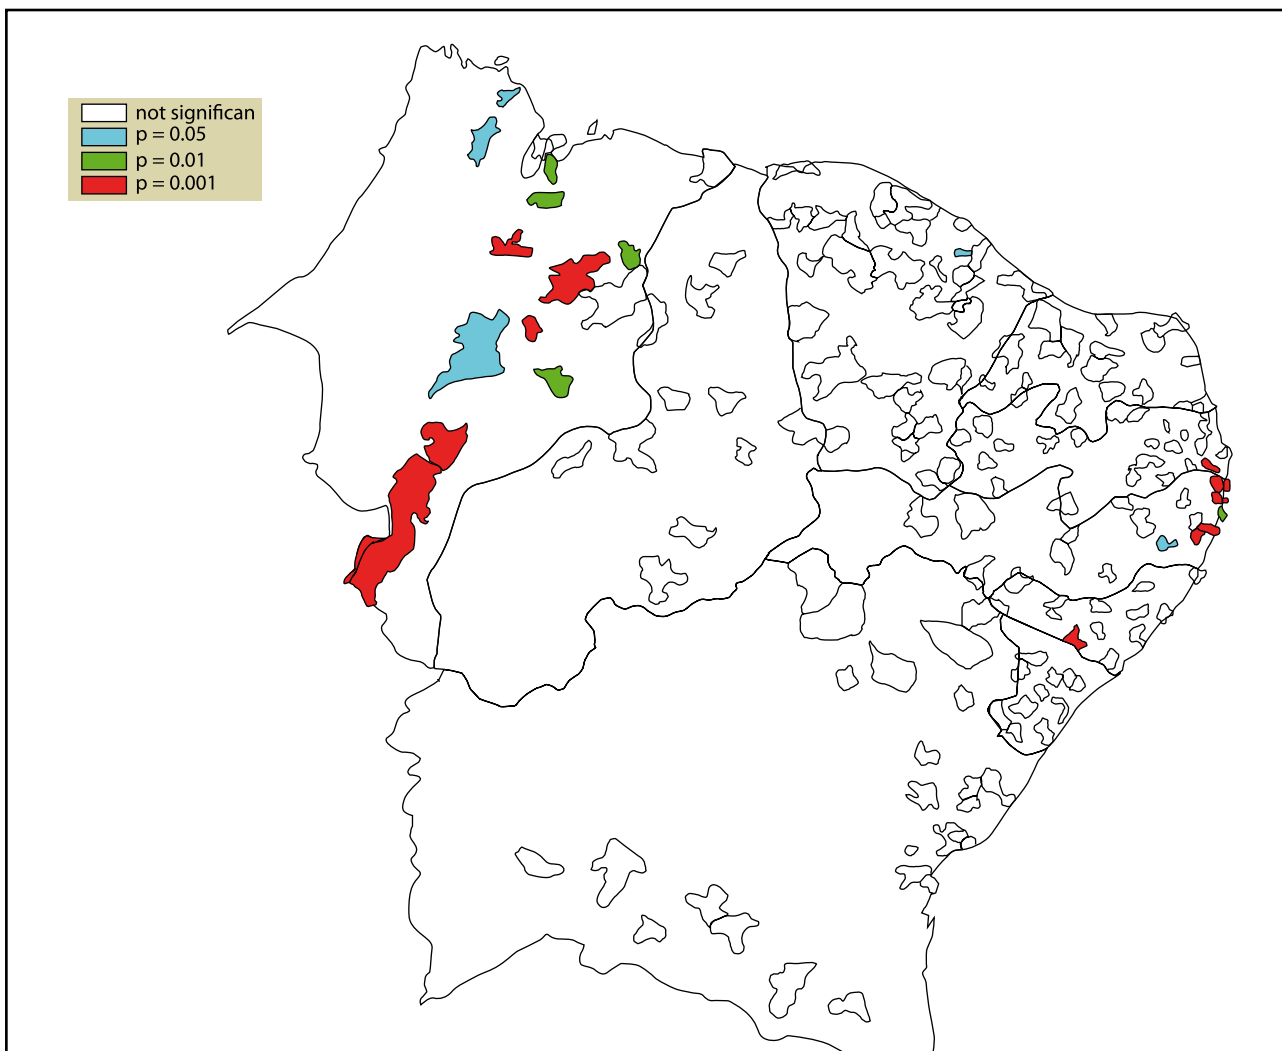 not significan
p = 0.05
p = 0.01
p = 0.001